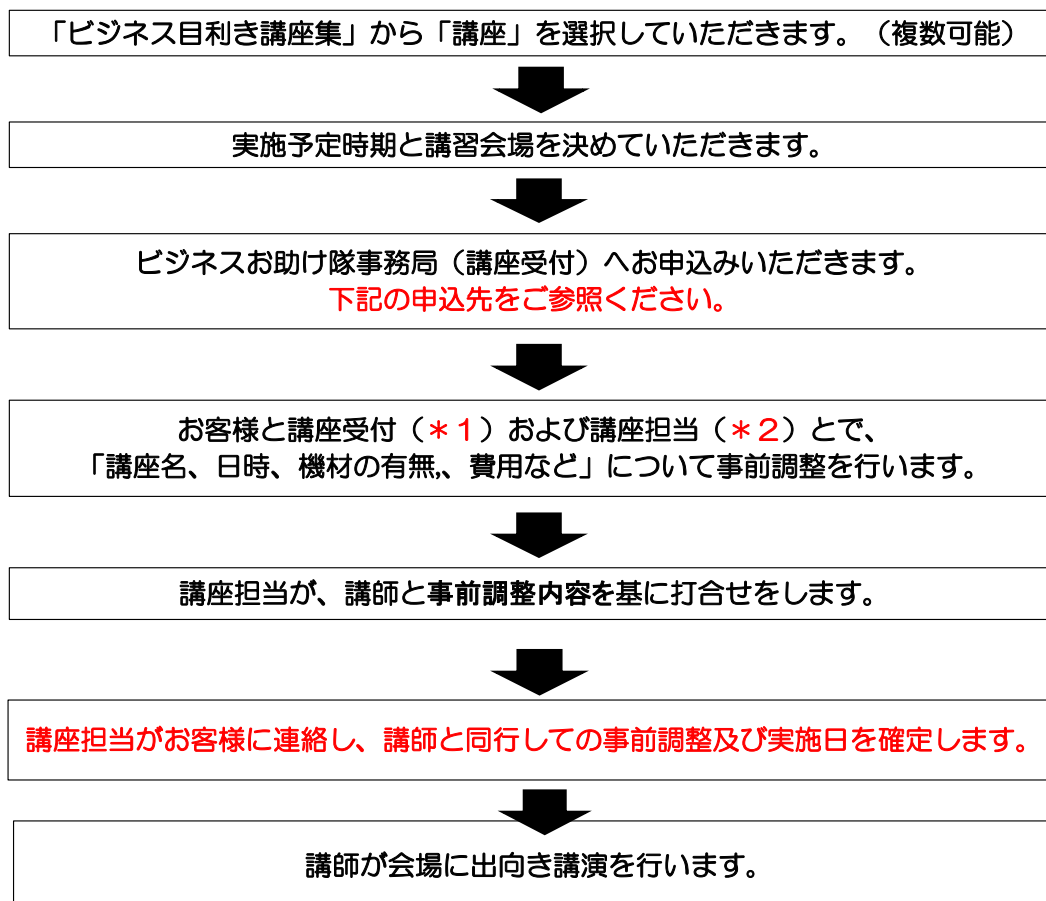 「ビジネス目利き講座集」から「講座」を選択していただきます。（複数可能）
実施予定時期と講習会場を決めていただきます。
ビジネスお助け隊事務局（講座受付）へお申込みいただきます。
下記の申込先をご参照ください。
お客様と講座受付（＊１）および講座担当（＊２）とで、
「講座名、日時、機材の有無,、費用など」について事前調整を行います。
講座担当が、講師と事前調整内容を基に打合せをします。
講座担当がお客様に連絡し、講師と同行しての事前調整及び実施日を確定します。
講師が会場に出向き講演を行います。